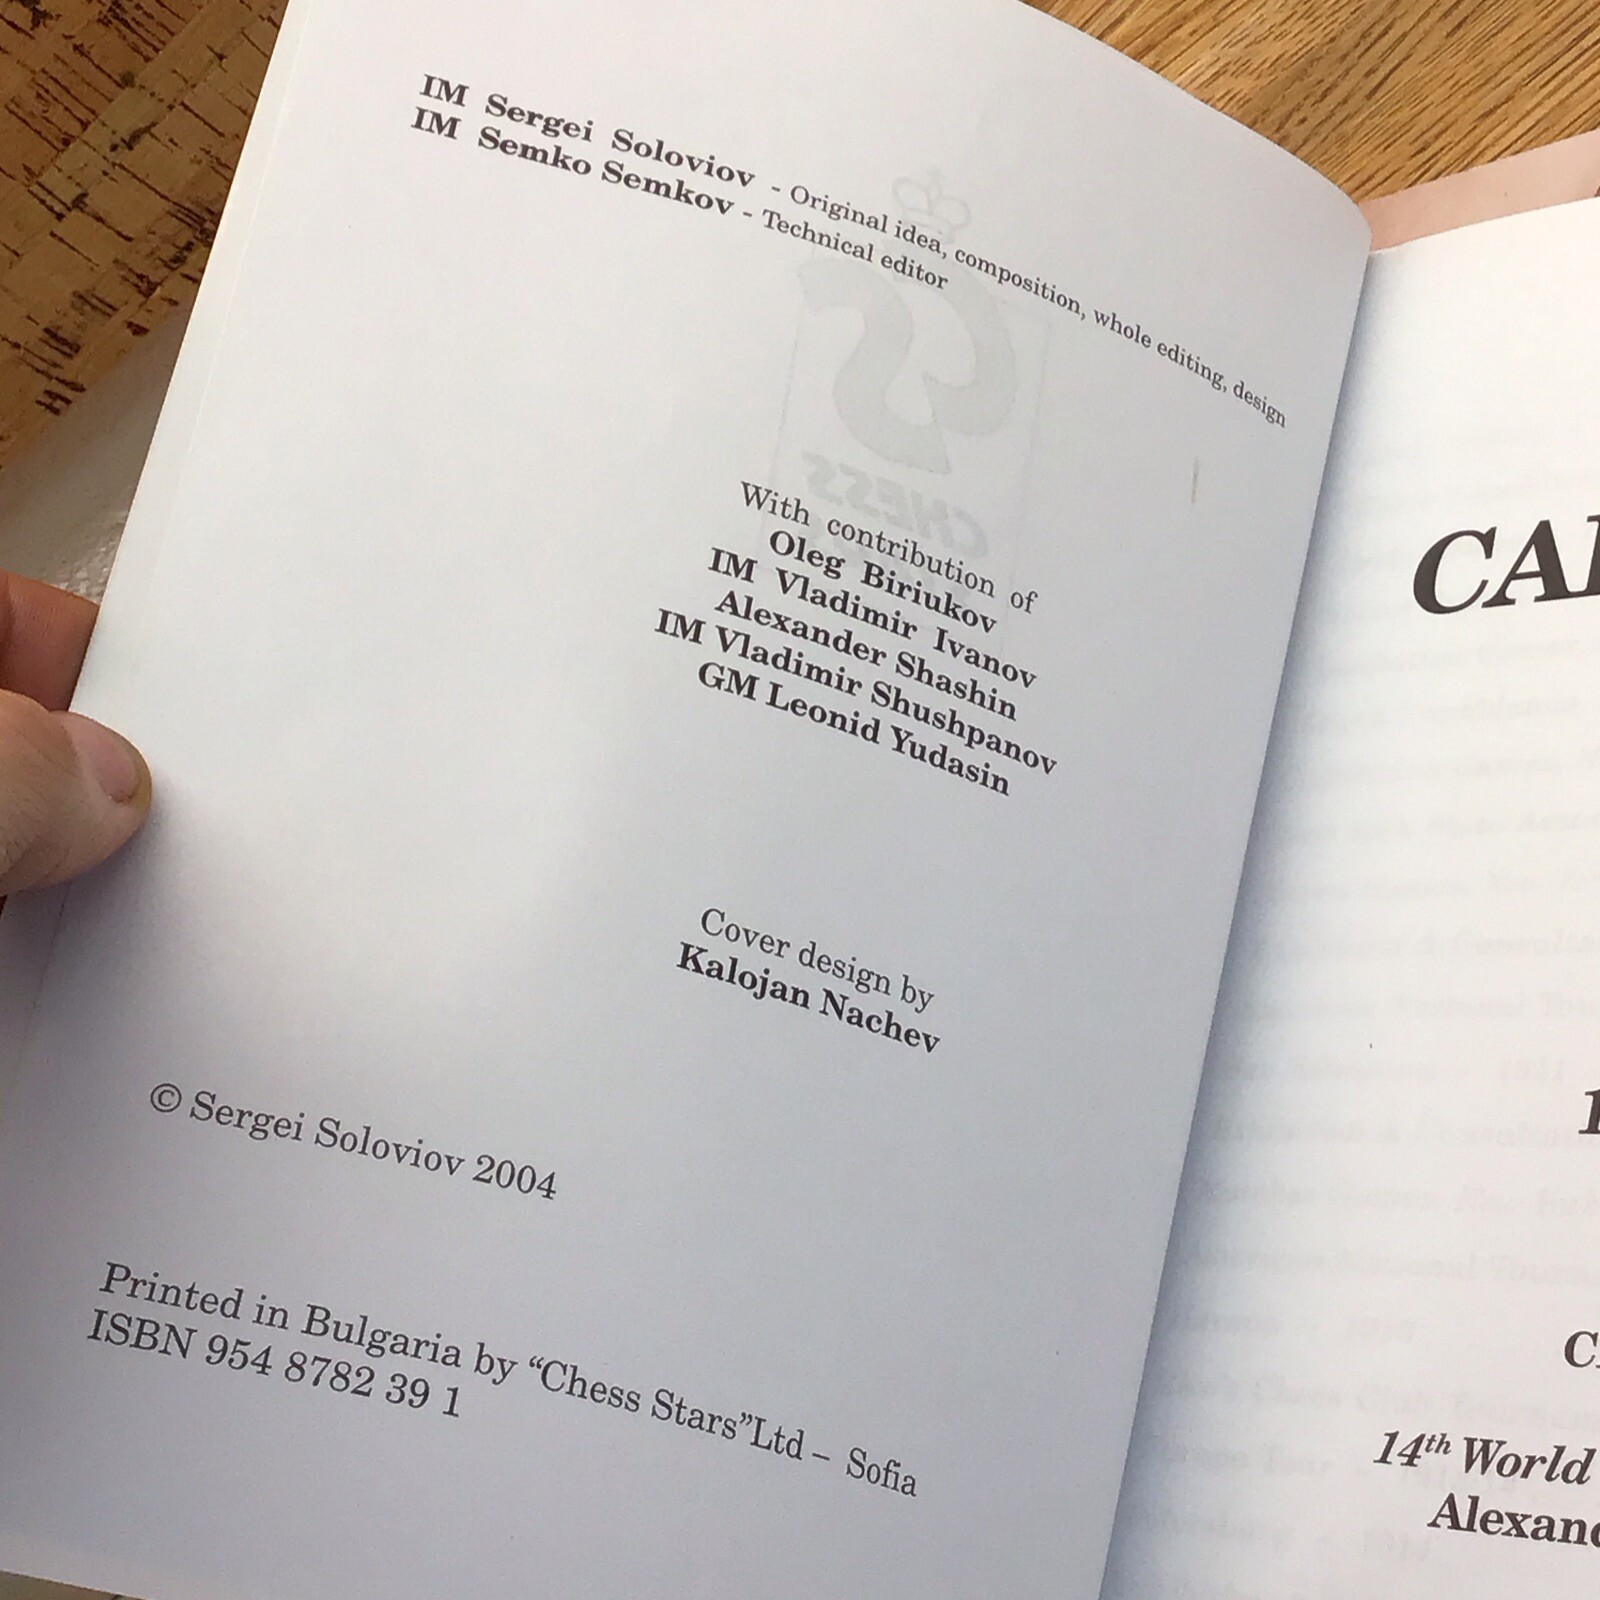 IM Sergei Soloviov - Original idea, composition, whole editing, design
IM Semko Semkov - Technical editor
With contribution of
Oleg Biriukov
IM Vladimir Ivanov
Alexander Shashin
IM Vladimir Shushpanov
GM Leonid Yudasin
Cover design by
Kalojan Nachev
© Sergei Soloviov 2004
Printed in Bulgaria by “Chess Stars”Ltd – Sofia
ISBN 954 8782 39 1
14th World